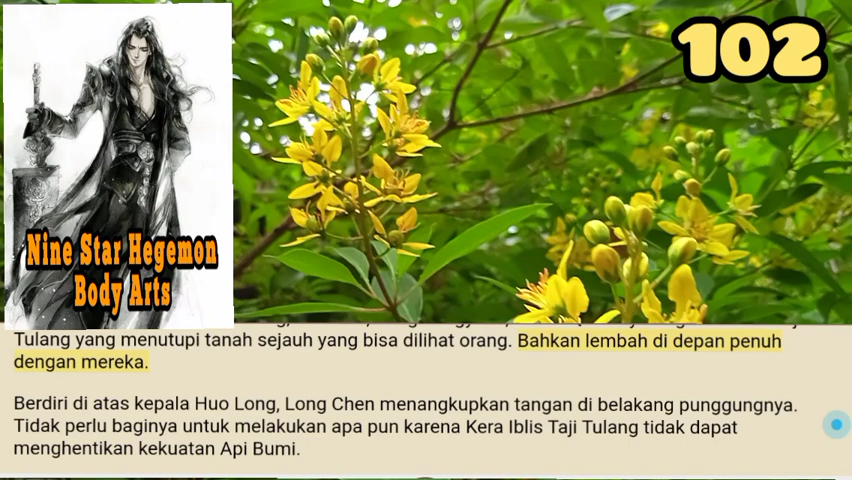 102
Nine Star Hegemon
Body Arts
Tulang yang menutupi tanah sejauh yang bisa dilihat orang. Bahkan lembah di depan penuh
dengan mereka.
Berdiri di atas kepala Huo Long, Long Chen menangkupkan tangan di belakang punggungnya.
Tidak perlu baginya untuk melakukan apa pun karena Kera Iblis Taji Tulang tidak dapat
menghentikan kekuatan Api Bumi.